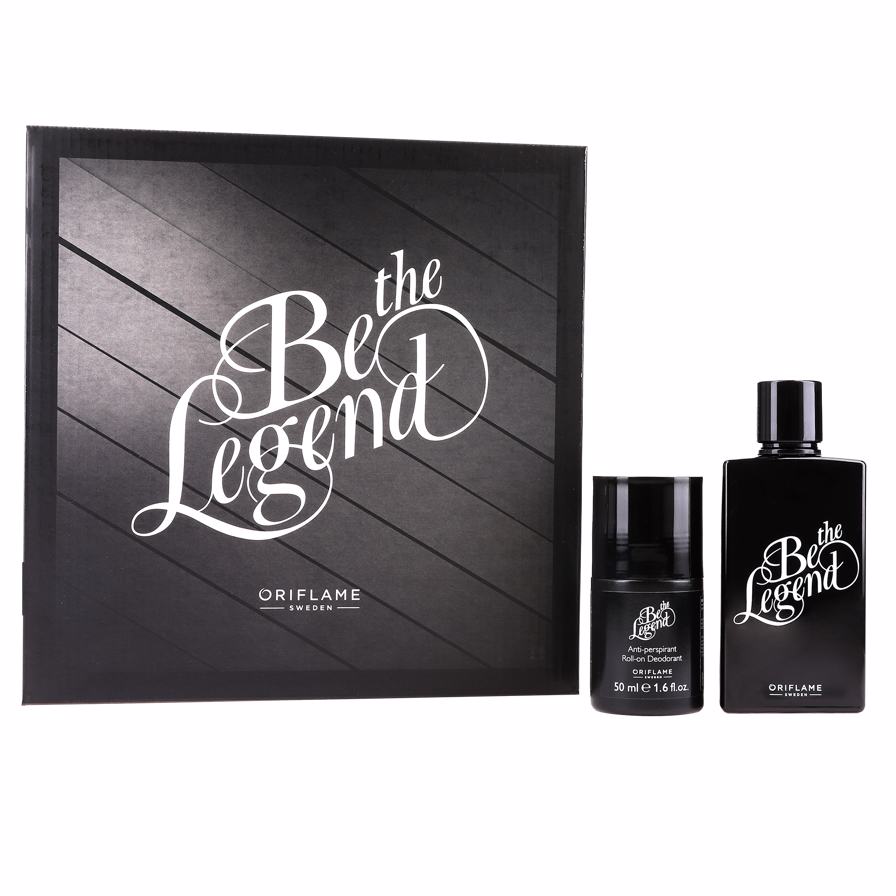 Be the
Legend
ORIFLAME
SWEDEN
Be the
Legend
Anti-perspirant
Roll-on Deodorant
ORIFLAME
SWEDEN
50 ml ℮ 1.6 fl.oz.
Be the
Legend
ORIFLAME
SWEDEN